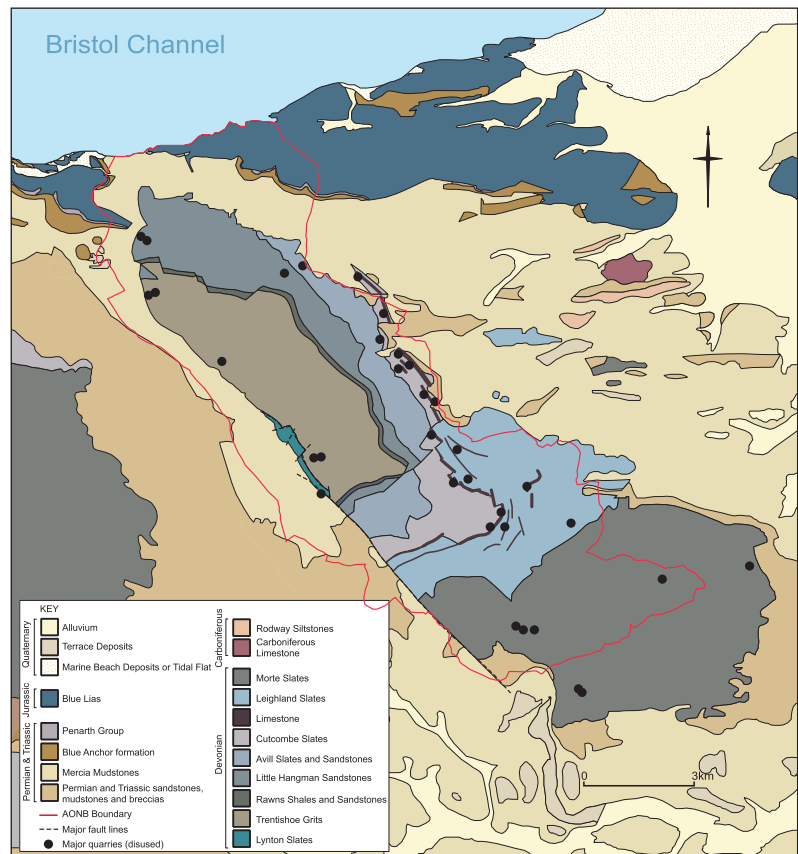 Bristol Channel
KEY
Quaternary
Alluvium
Terrace Deposits
Marine Beach Deposits or Tidal Flat
Jurassic
Blue Lias
Permian & Triassic
Penarth Group
Blue Anchor formation
Mercia Mudstones
Permian and Triassic sandstones,
mudstones and breccias
AONB Boundary
Major fault lines
Major quarries (disused)
Carboniferous
Rodway Siltstones
Carboniferous
Limestone
Devonian
Morte Slates
Leighland Slates
Limestone
Cutcombe Slates
Avill Slates and Sandstones
Little Hangman Sandstones
Rawns Shales and Sandstones
Trentishoe Grits
Lynton Slates
0 3km